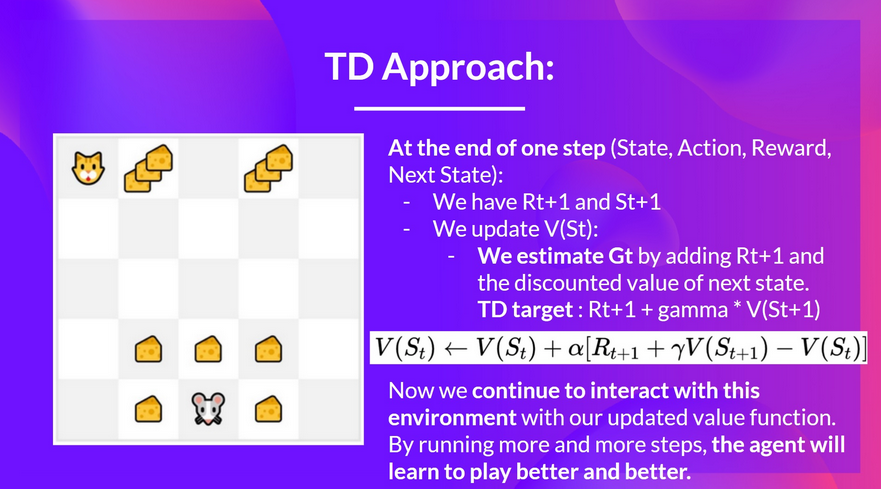 TD Approach:
At the end of one step (State, Action, Reward,
Next State):
- We have Rt+1 and St+1
- We update V(St):
- We estimate Gt by adding Rt+1 and
the discounted value of next state.
TD target : Rt+1 + gamma * V(St+1)
V(S_t) ← V(S_t) + α[R_{t+1} + γV(S_{t+1}) − V(S_t)]
Now we continue to interact with this
environment with our updated value function.
By running more and more steps, the agent will
learn to play better and better.